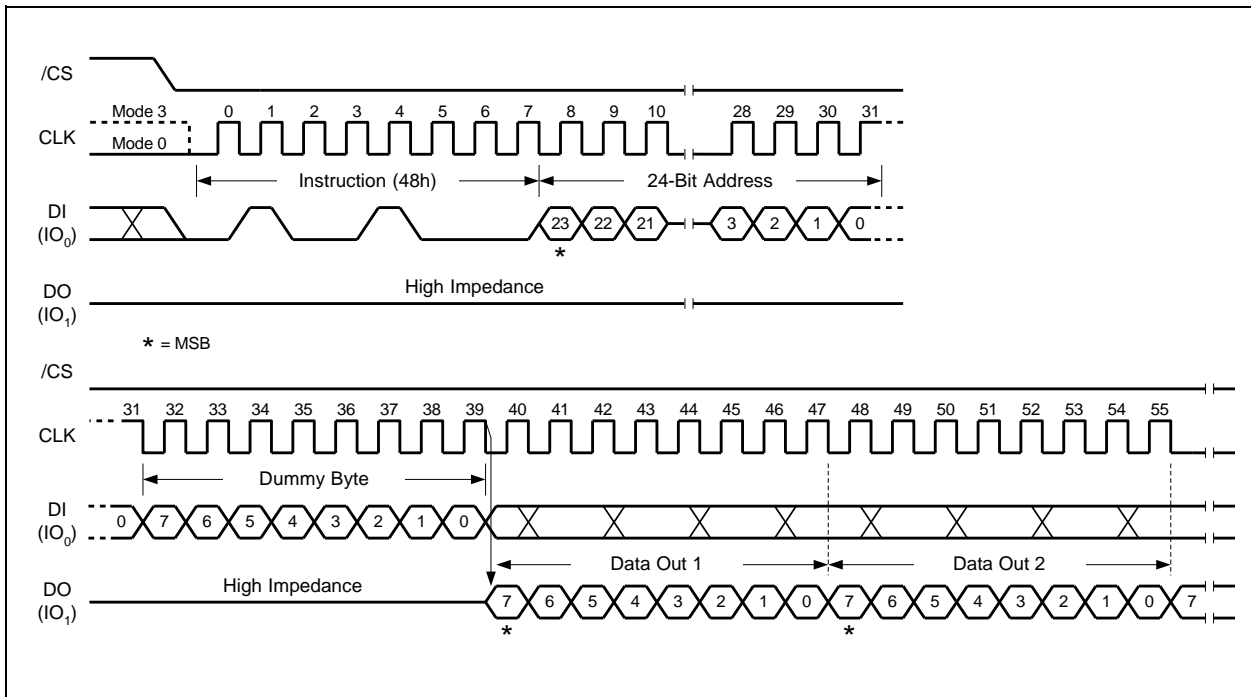 /CS
Mode 3 0 1 2 3 4 5 6 7 8 9 10 28 29 30 31
CLK
Mode 0
Instruction (48h) 24-Bit Address
DI
(IO0) 23 22 21 3 2 1 0
*
High Impedance
DO
(IO1)
* = MSB
/CS
31 32 33 34 35 36 37 38 39 40 41 42 43 44 45 46 47 48 49 50 51 52 53 54 55
CLK
Dummy Byte
DI
(IO0) 0 7 6 5 4 3 2 1 0
Data Out 1 Data Out 2
High Impedance
DO
(IO1) 7 6 5 4 3 2 1 0 7 6 5 4 3 2 1 0 7
* *